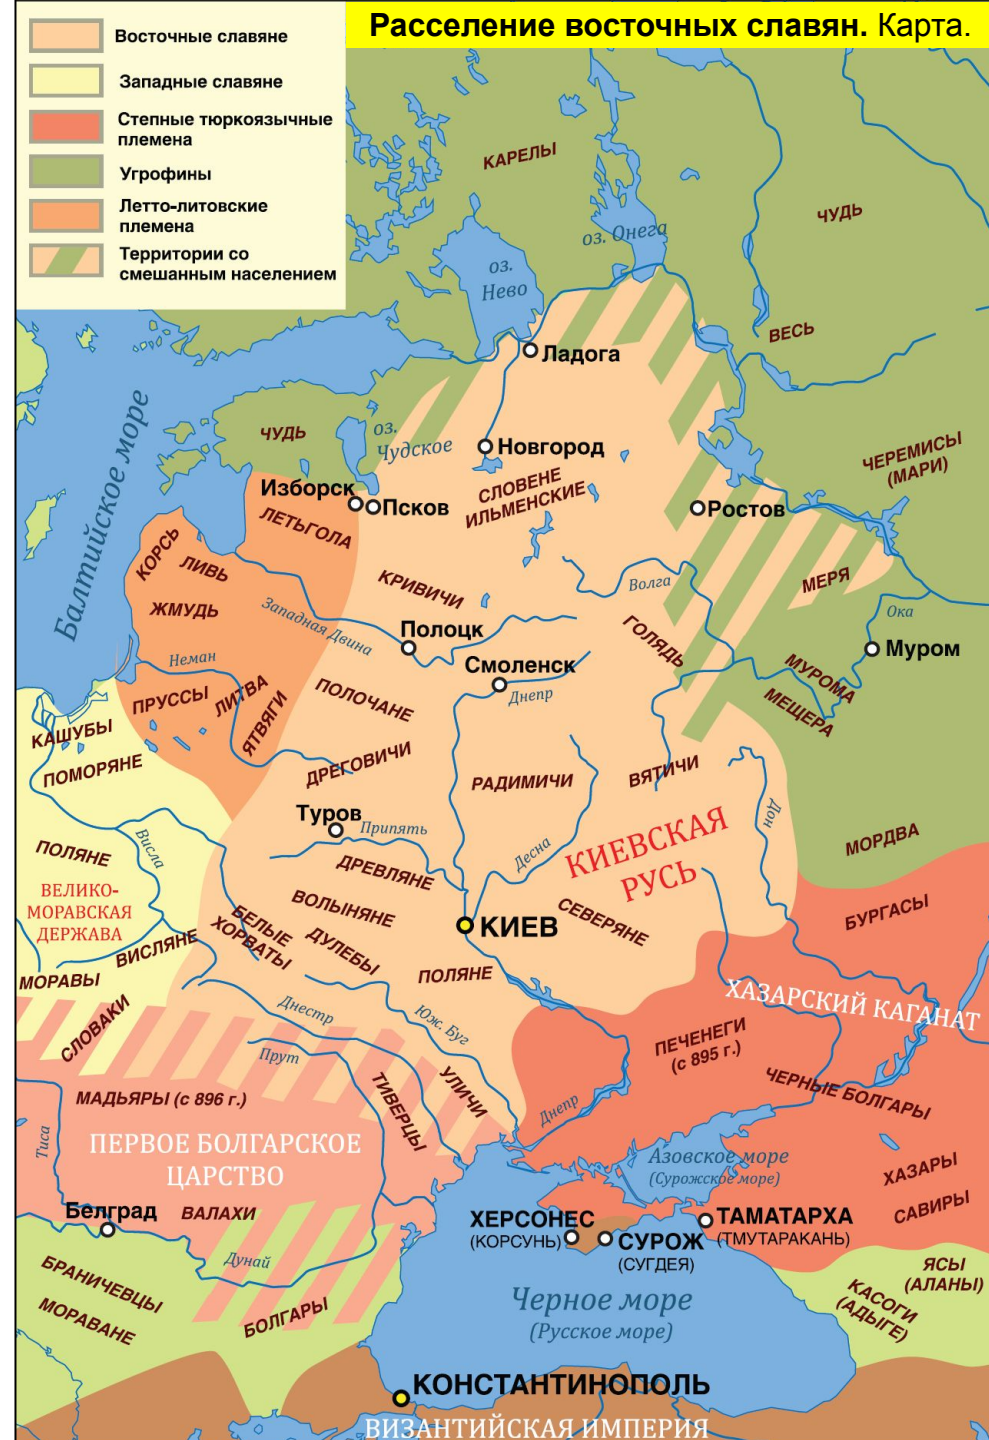 Расселение восточных славян. Карта.
Восточные славяне
Западные славяне
Степные тюркоязычные
племена
Угрофины
Летто-литовские
племена
Территории со
смешанным населением
КАРЕЛЫ
ЧУДЬ
оз. Онега
оз.
Нево
ВЕСЬ
Ладога
Балтийское море
ЧУДЬ
оз.
Чудское
Новгород
ЧЕРЕМИСЫ
(МАРИ)
СЛОВЕНЕ
ИЛЬМЕНСКИЕ
Изборск
Псков
Ростов
ЛЕТЬГОЛА
КОРСЬ
ЛИВЬ
ЖМУДЬ
КРИВИЧИ
Волга
МЕРЯ
Ока
Западная Двина
Полоцк
ГОЛЯДЬ
Муром
Неман
Смоленск
Днепр
МУРОМА
МЕЩЕРА
ПРУССЫ
ЛИТВА
ЯТВЯГИ
ПОЛОЧАНЕ
КАШУБЫ
ПОМОРЯНЕ
ДРЕГОВИЧИ
РАДИМИЧИ
ВЯТИЧИ
Дон
Туров
Припять
Висла
ПОЛЯНЕ
Десна
КИЕВСКАЯ
РУСЬ
МОРДВА
ДРЕВЛЯНЕ
ВЕЛИКО-
МОРАВСКАЯ
ДЕРЖАВА
ВОЛЫНЯНЕ
БЕЛЫЕ
ХОРВАТЫ
ДУЛЕБЫ
КИЕВ
СЕВЕРЯНЕ
БУРГАСЫ
ВИСЛЯНЕ
МОРАВЫ
ПОЛЯНЕ
ХАЗАРСКИЙ КАГАНАТ
СЛОВАКИ
Днестр
Юж. Буг
Прут
ПЕЧЕНЕГИ
(с 895 г.)
МАДЬЯРЫ (с 896 г.)
ТИВЕРЦЫ
УЛИЧИ
Днепр
ЧЕРНЫЕ БОЛГАРЫ
Тиса
ПЕРВОЕ БОЛГАРСКОЕ
ЦАРСТВО
Азовское море
(Сурожское море)
ХАЗАРЫ
САВИРЫ
Белград
ВАЛАХИ
ХЕРСОНЕС
(КОРСУНЬ)
СУРОЖ
(СУГДЕЯ)
ТАМАТАРХА
(ТМУТАРАКАНЬ)
Дунай
БРАНИЧЕВЦЫ
МОРАВАНЕ
БОЛГАРЫ
Черное море
(Русское море)
ЯСЫ
(АЛАНЫ)
КАСОГИ
(АДЫГЕ)
КОНСТАНТИНОПОЛЬ
ВИЗАНТИЙСКАЯ ИМПЕРИЯ